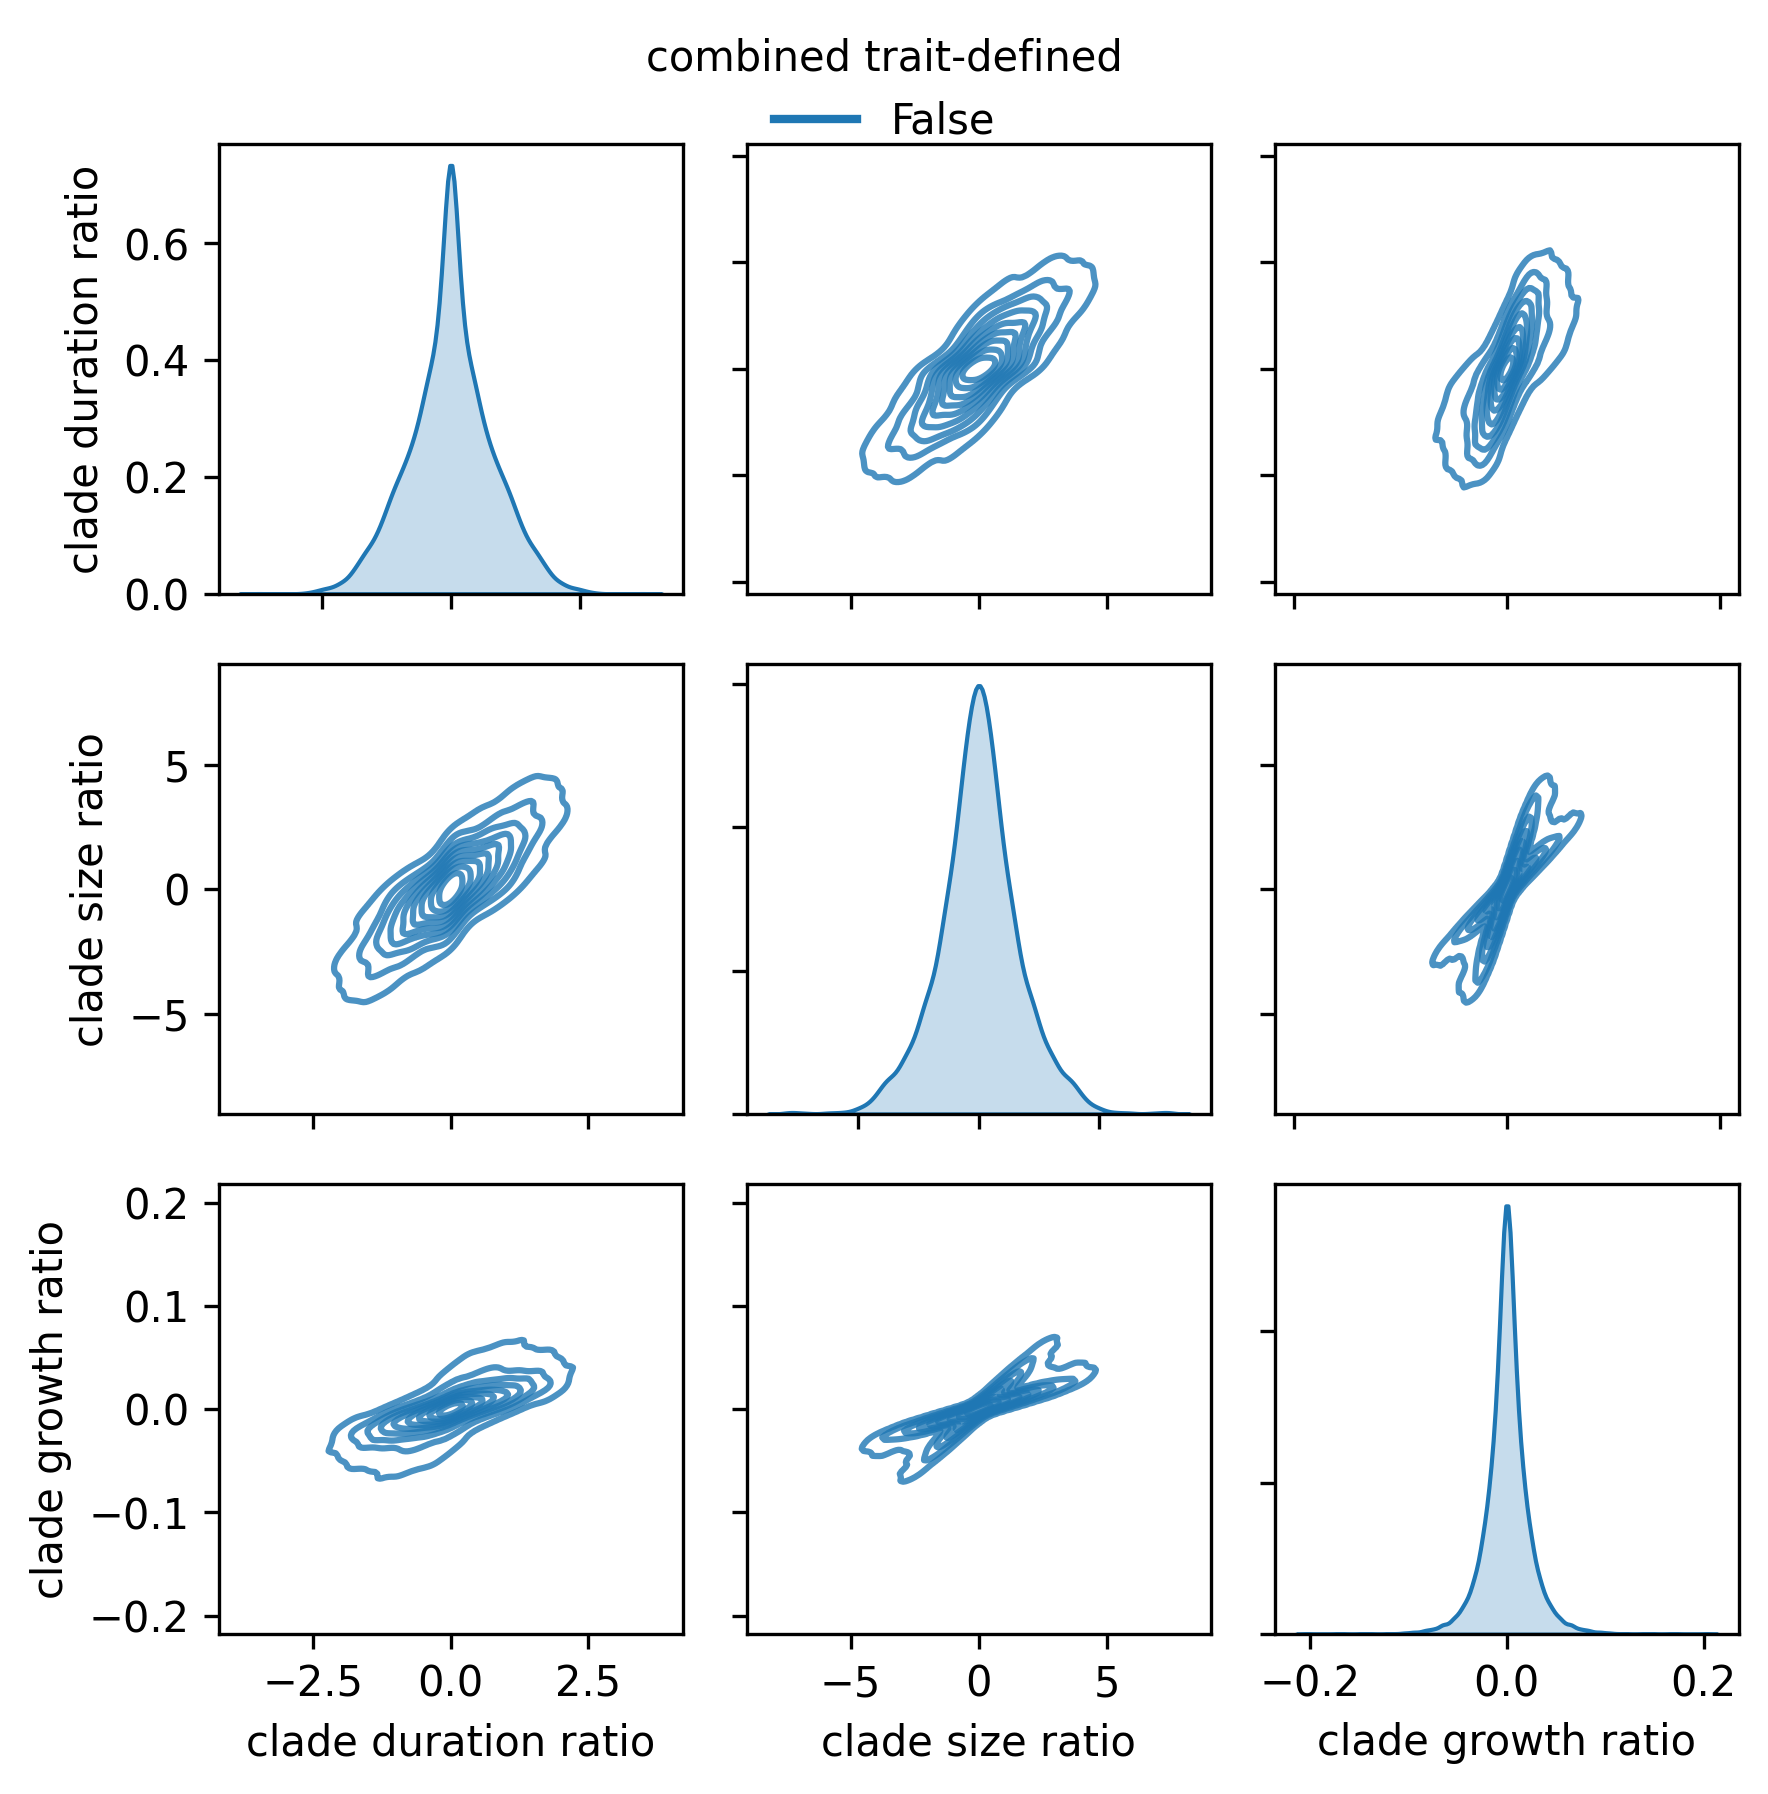 combined trait-defined
False
clade duration ratio
0.6
0.4
0.2
0.0
clade size ratio
5
0
−5
clade growth ratio
0.2
0.1
0.0
−0.1
−0.2
−2.5 0.0 2.5
−5 0 5
−0.2 0.0 0.2
clade duration ratio
clade size ratio
clade growth ratio